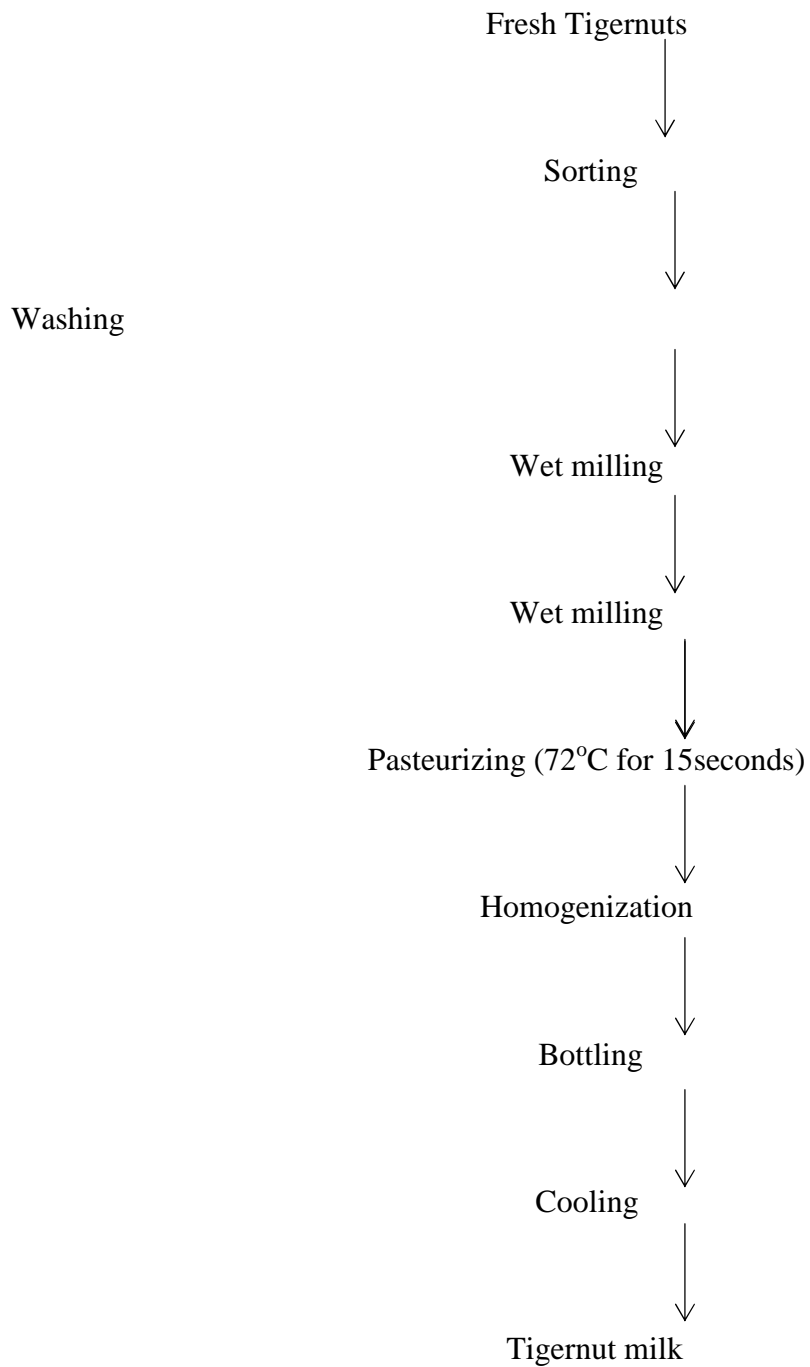 Fresh Tigernuts
Sorting
Washing
Wet milling
Wet milling
Pasteurizing (72°C for 15seconds)
Homogenization
Bottling
Cooling
Tigernut milk